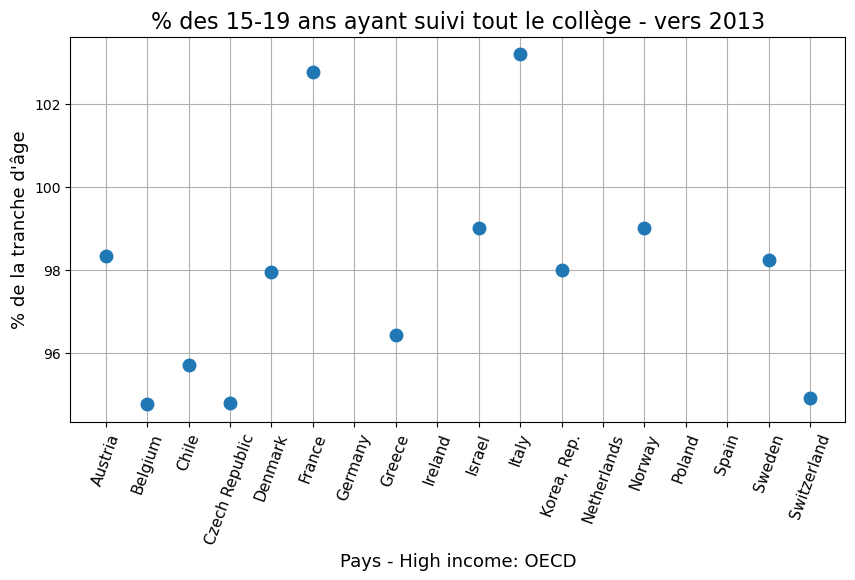 % des 15-19 ans ayant suivi tout le collège - vers 2013
% de la tranche d'âge
102
100
98
96
Austria
Belgium
Chile
Czech Republic
Denmark
France
Germany
Greece
Ireland
Israel
Italy
Korea, Rep.
Netherlands
Norway
Poland
Spain
Sweden
Switzerland
Pays - High income: OECD